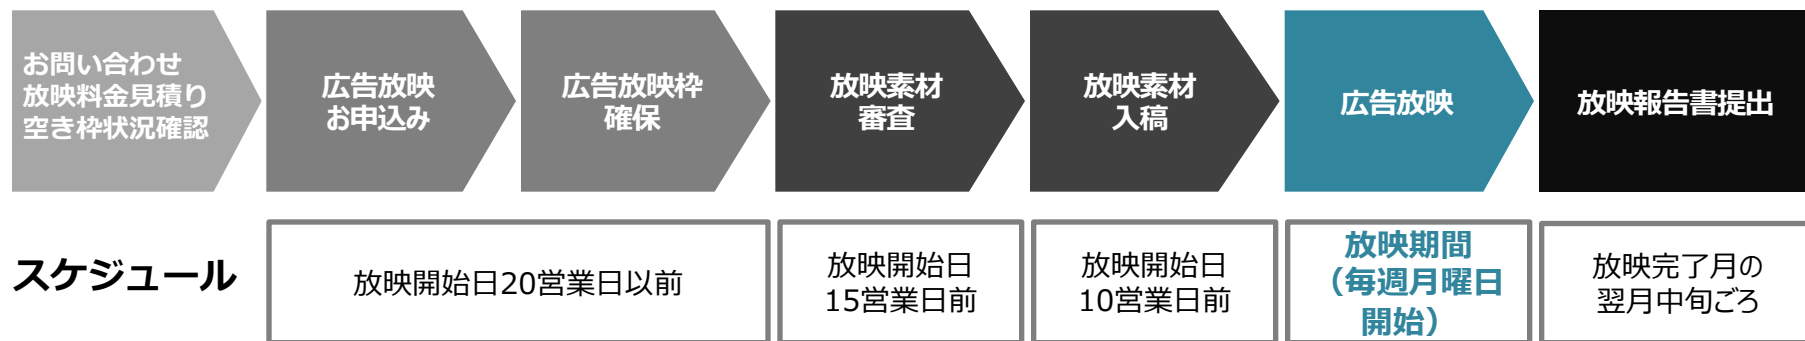 お問い合わせ
放映料金見積り
空き枠状況確認
広告放映
お申込み
広告放映枠
確保
放映素材
審査
放映素材
入稿
広告放映
放映報告書提出
スケジュール
放映開始日20営業日以前
放映開始日
15営業日前
放映開始日
10営業日前
放映期間
（毎週月曜日
開始）
放映完了月の
翌月中旬ごろ